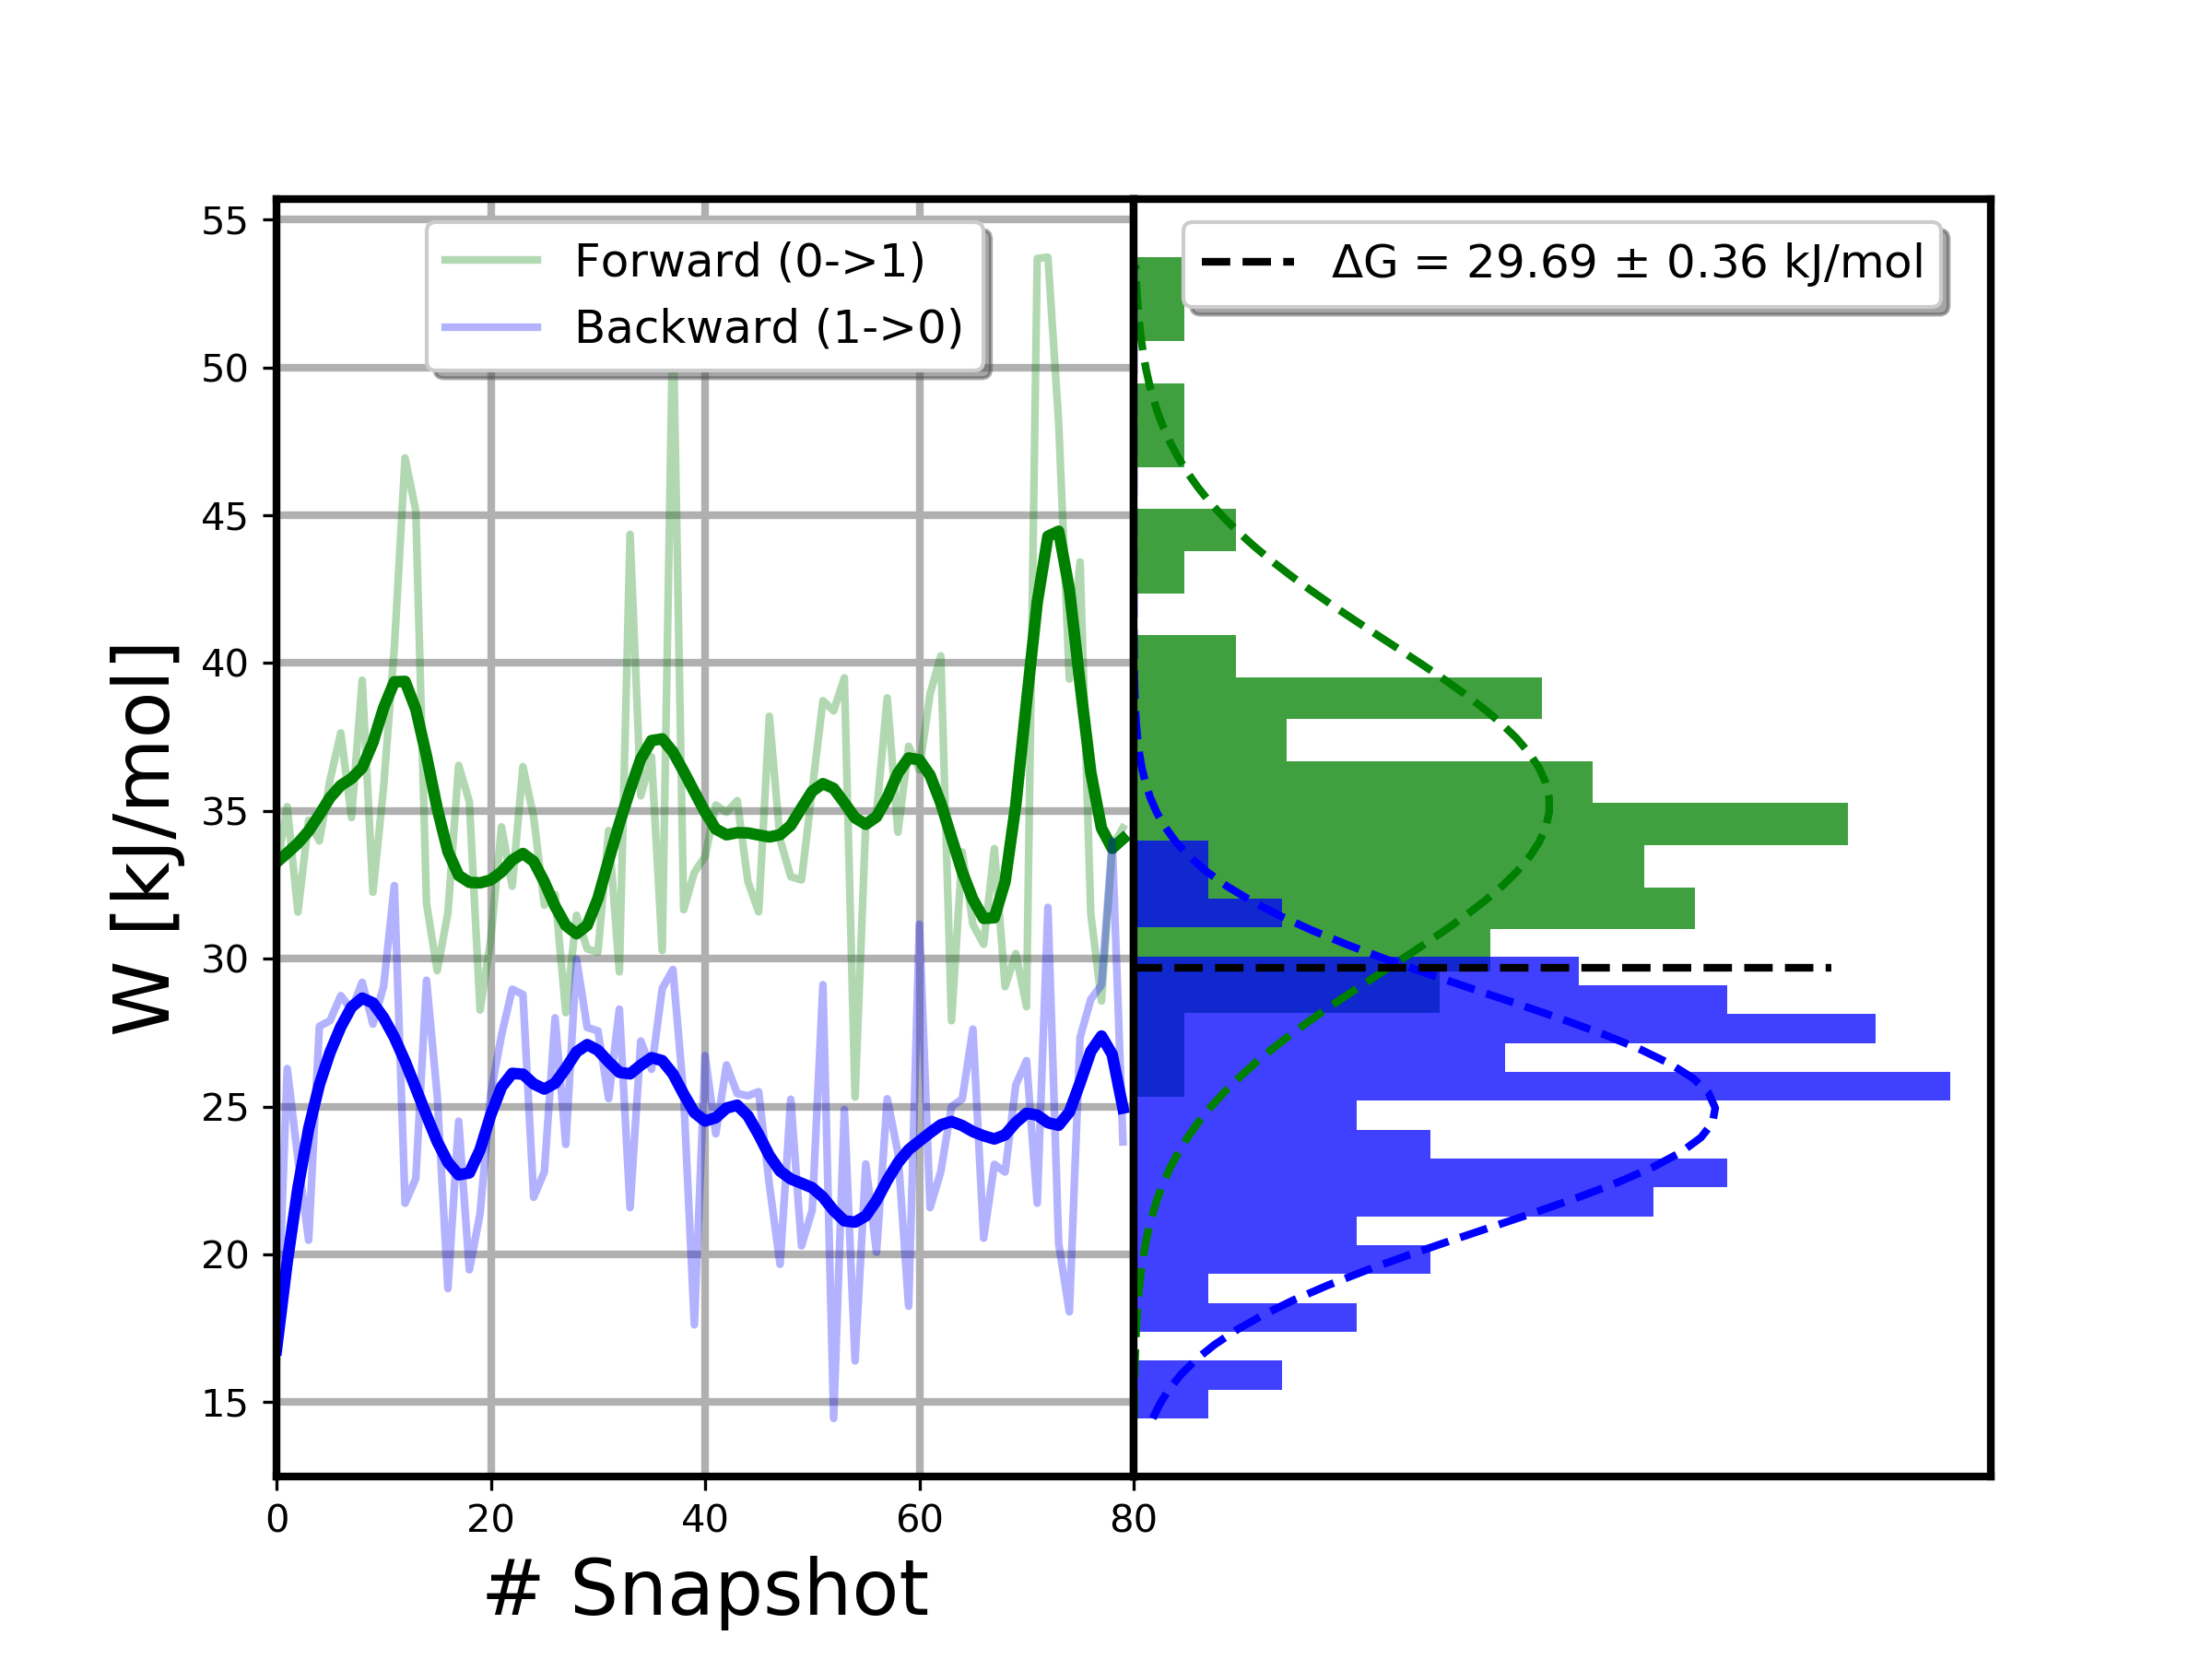 55
50
45
40
35
30
25
20
15
W [kJ/mol]
Forward (0->1)
Backward (1->0)
ΔG = 29.69 ± 0.36 kJ/mol
0 20 40 60 80
# Snapshot